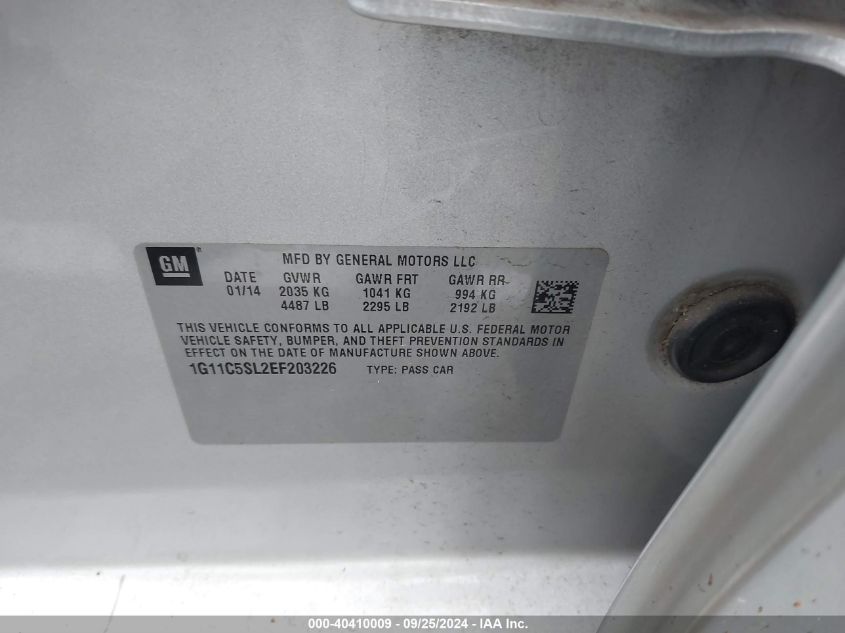 GM ® MFD BY GENERAL MOTORS LLC
DATE GVWR GAWR FRT GAWR RR
01/14 2035 KG 1041 KG 994 KG
4487 LB 2295 LB 2192 LB
THIS VEHICLE CONFORMS TO ALL APPLICABLE U.S. FEDERAL MOTOR
VEHICLE SAFETY, BUMPER, AND THEFT PREVENTION STANDARDS IN
EFFECT ON THE DATE OF MANUFACTURE SHOWN ABOVE.
1G11C5SL2EF203226 TYPE: PASS CAR
000-40410009 - 09/25/2024 - IAA Inc.